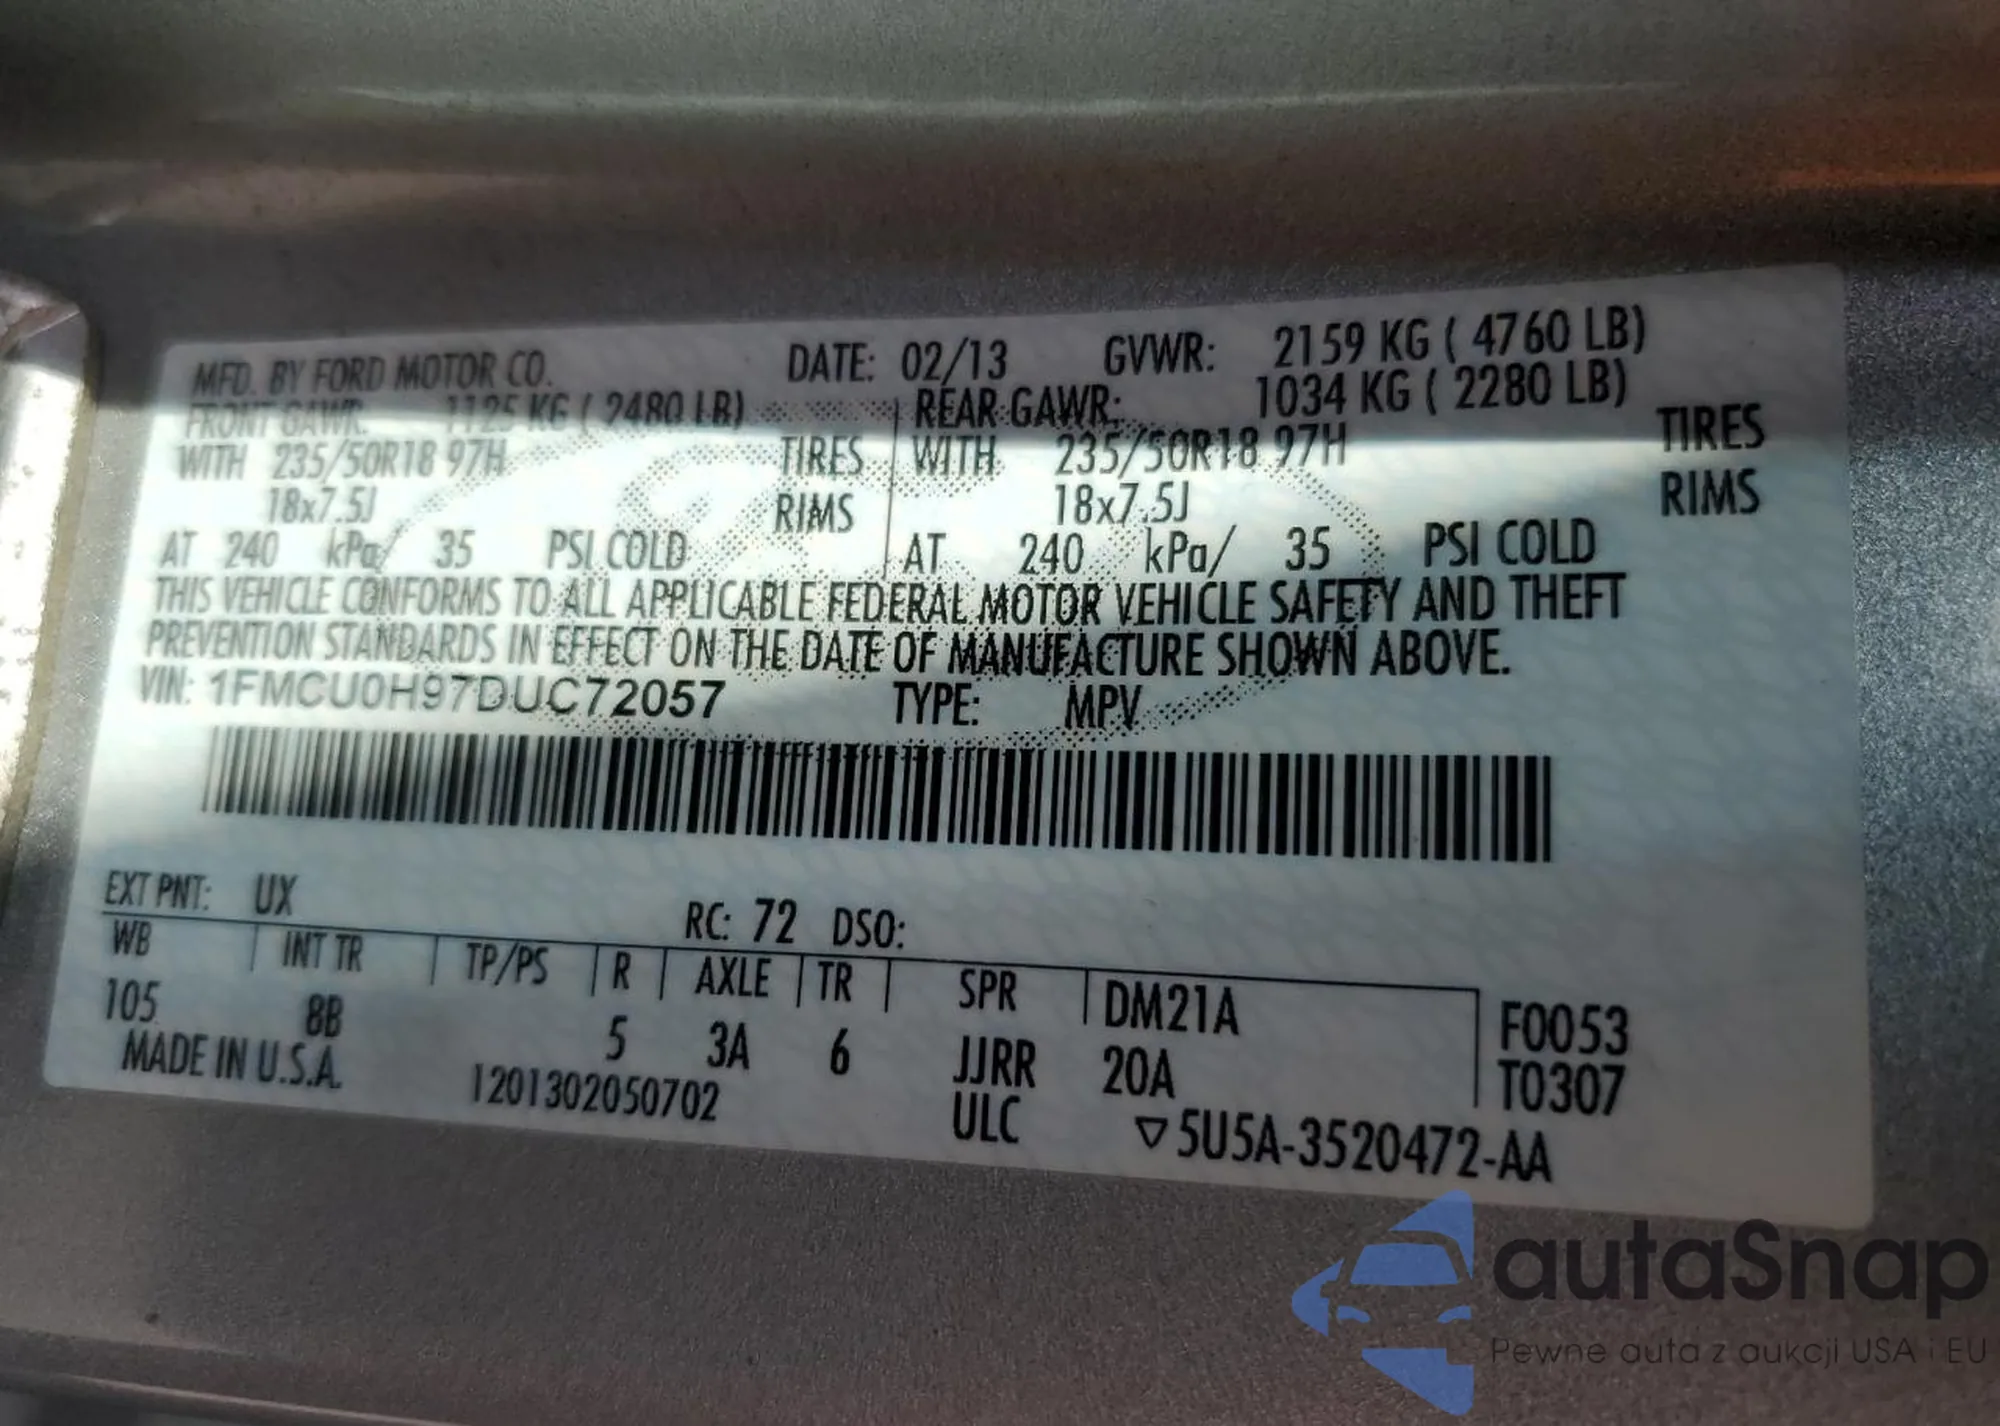 MFD. BY FORD MOTOR CO. DATE: 02/13 GVWR: 2159 KG ( 4760 LB)
FRONT GAWR: 1125 KG ( 2480 LB) REAR GAWR: 1034 KG ( 2280 LB)
WITH 235/50R18 97H TIRES WITH 235/50R18 97H TIRES
18x7.5J RIMS 18x7.5J RIMS
AT 240 kPa/ 35 PSI COLD AT 240 kPa/ 35 PSI COLD
THIS VEHICLE CONFORMS TO ALL APPLICABLE FEDERAL MOTOR VEHICLE SAFETY AND THEFT
PREVENTION STANDARDS IN EFFECT ON THE DATE OF MANUFACTURE SHOWN ABOVE.
VIN: 1FMCU0H97DUC72057 TYPE: MPV
EXT PNT: UX RC: 72 DSO:
WB INT TR TP/PS R AXLE TR SPR DM21A F0053
105 8B 5 3A 6 JJRR 20A T0307
MADE IN U.S.A. 1201302050702 ULC ▽5U5A-3520472-AA
autaSnap
Pewne auta z aukcji USA i EU